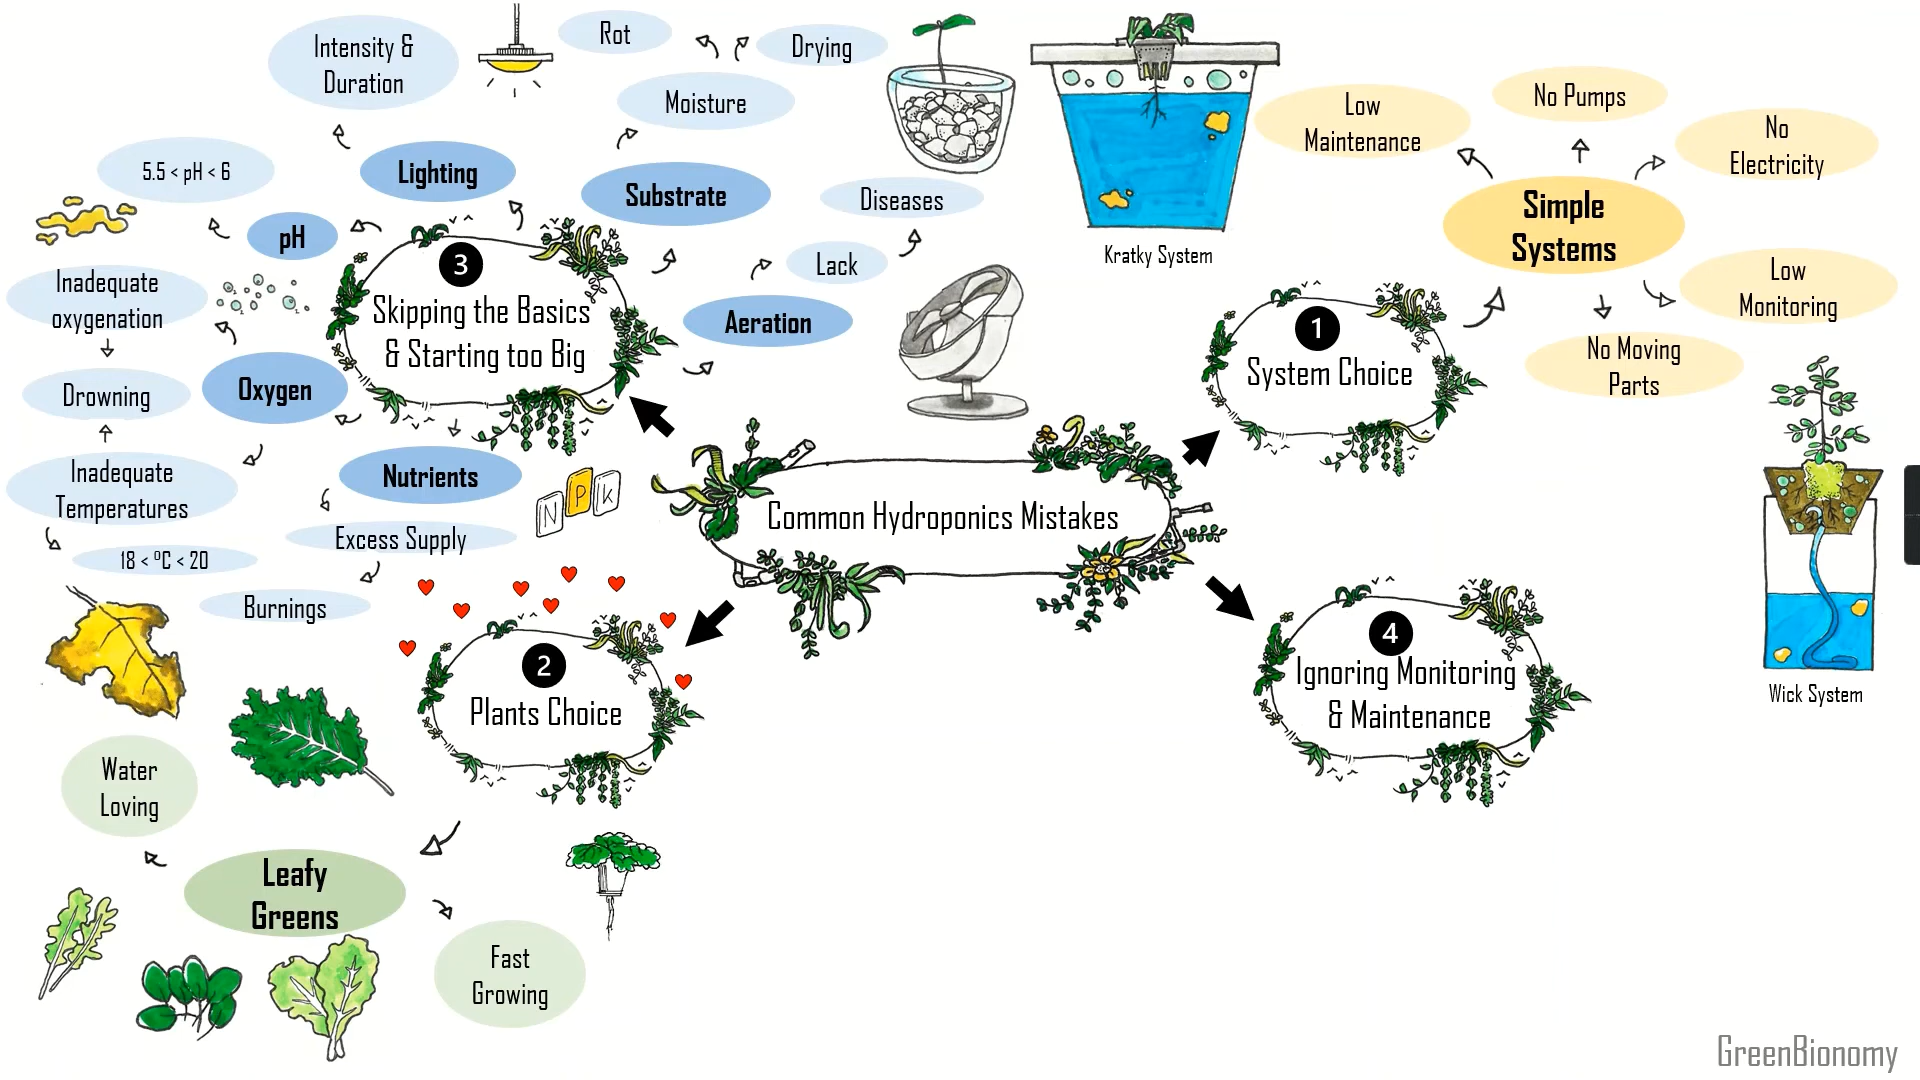 Common Hydroponics Mistakes
1
System Choice
Simple
Systems
Low
Maintenance
No Pumps
No
Electricity
Low
Monitoring
No Moving
Parts
Kratky System
Wick System
2
Plants Choice
Leafy
Greens
Water
Loving
Fast
Growing
3
Skipping the Basics
& Starting too Big
Lighting
Intensity &
Duration
Substrate
Moisture
Rot
Drying
Aeration
Lack
Diseases
pH
5.5 < pH < 6
Oxygen
Inadequate
oxygenation
Drowning
Inadequate
Temperatures
18 < ºC < 20
Nutrients
N P k
Excess Supply
Burnings
4
Ignoring Monitoring
& Maintenance
GreenBionomy